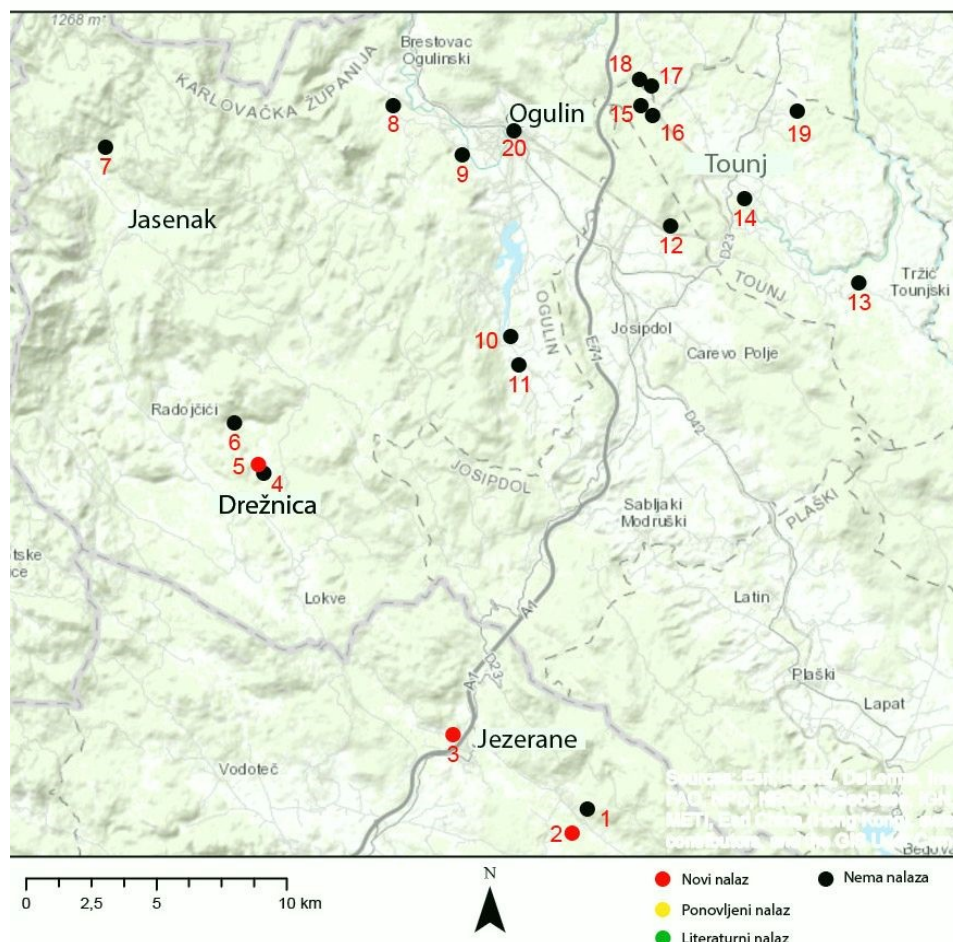 1268 m
Brestovac
Ogulinski
KARLOVAČKA ŽUPANIJA
18
17
8
15
16
Ogulin
20
19
7
9
Tounj
Jasenak
14
12
D23
TOUNJ
Tržić
Tounjski
13
OGULIN
10
Josipdol
E71
Carevo Polje
11
Radojčići
D42
6
5
4
JOSIPDOL
Drežnica
Sabljaki
Modruški
PLAŠKI
Lokve
A1
Latin
D23
Plaški
A1
Lapat
Jezerane
3
Vodoteč
1
2
0 2,5 5 10 km
N
Novi nalaz
Nema nalaza
Ponovljeni nalaz
Literaturni nalaz